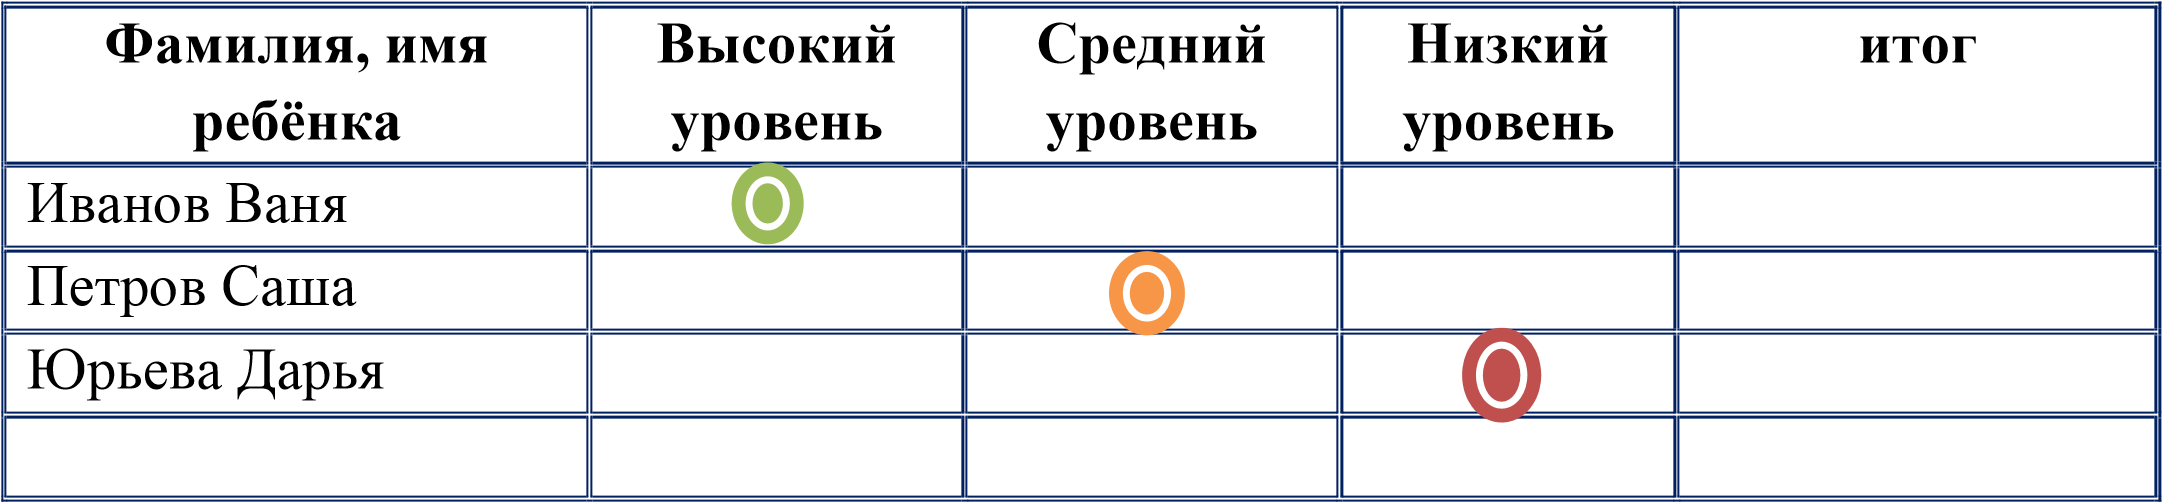 Фамилия, имя ребёнка
Высокий уровень
Средний уровень
Низкий уровень
итог
Иванов Ваня
Петров Саша
Юрьева Дарья